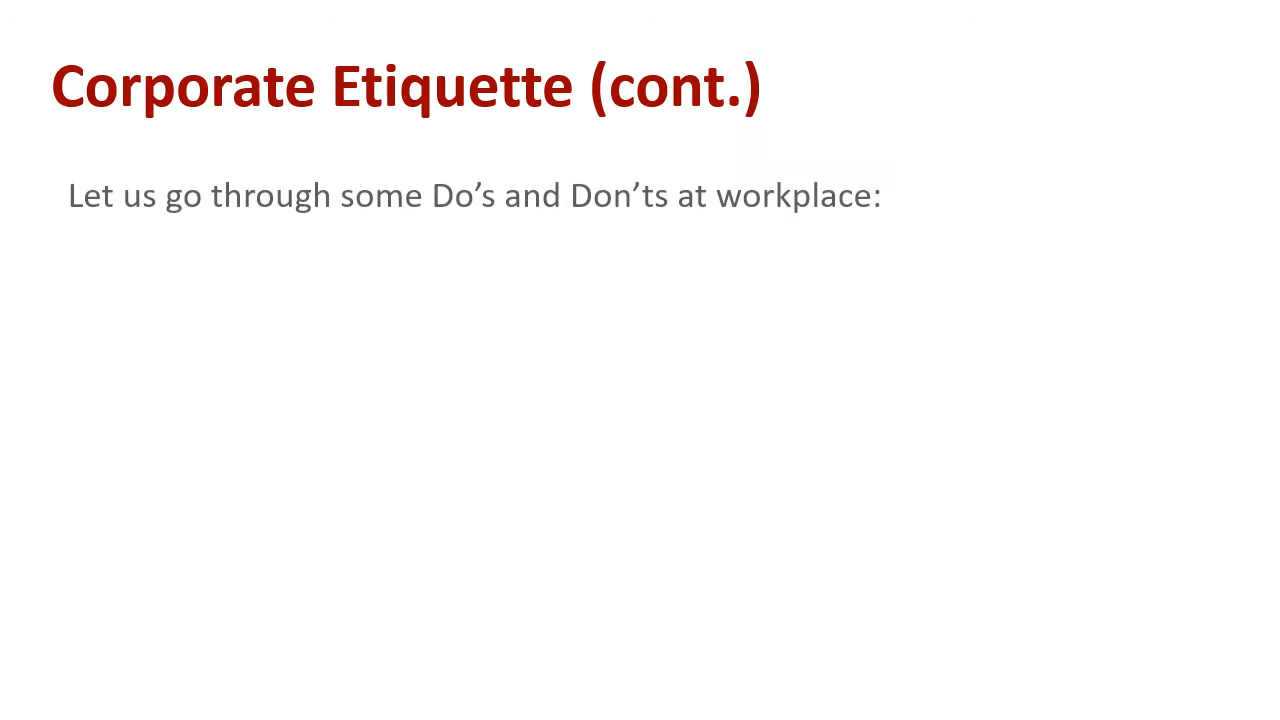 Corporate Etiquette (cont.)
Let us go through some Do’s and Don’ts at workplace: